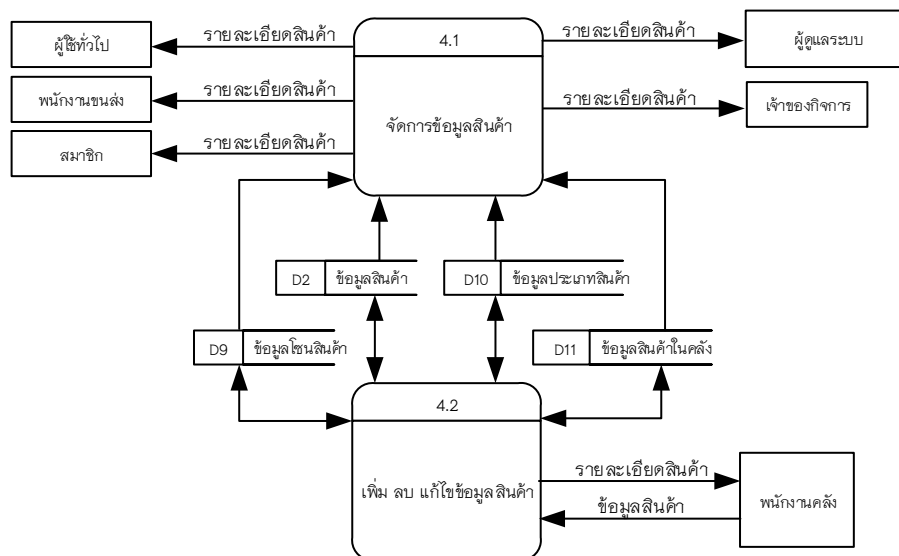 ผู้ใช้ทั่วไป
รายละเอียดสินค้า
4.1
รายละเอียดสินค้า
ผู้ดูแลระบบ
พนักงานขนส่ง
รายละเอียดสินค้า
จัดการข้อมูลสินค้า
รายละเอียดสินค้า
เจ้าของกิจการ
สมาชิก
รายละเอียดสินค้า
D2
ข้อมูลสินค้า
D10
ข้อมูลประเภทสินค้า
D9
ข้อมูลโซนสินค้า
D11
ข้อมูลสินค้าในคลัง
4.2
เพิ่ม ลบ แก้ไขข้อมูลสินค้า
รายละเอียดสินค้า
ข้อมูลสินค้า
พนักงานคลัง